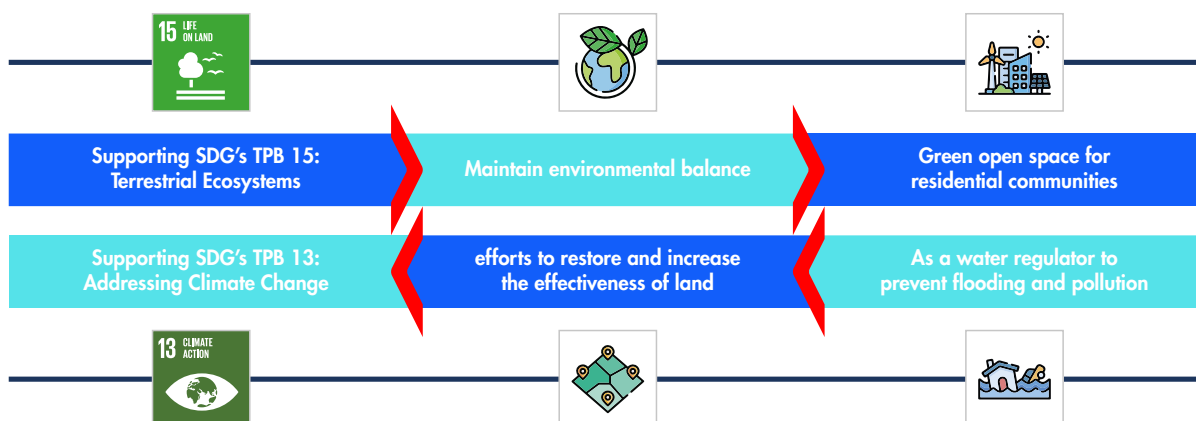 15 LIFE
ON LAND
Supporting SDG's TPB 15:
Terrestrial Ecosystems
Maintain environmental balance
Green open space for
residential communities
Supporting SDG's TPB 13:
Addressing Climate Change
efforts to restore and increase
the effectiveness of land
As a water regulator to
prevent flooding and pollution
13 CLIMATE
ACTION